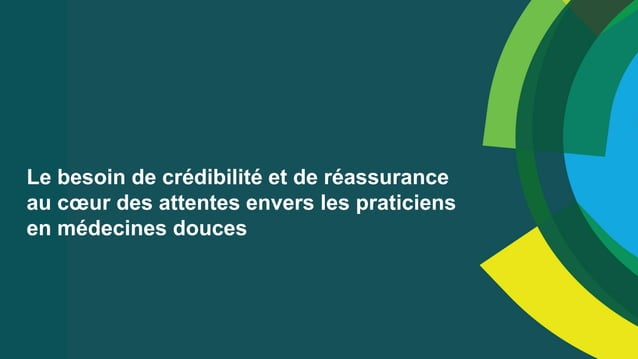 Le besoin de crédibilité et de réassurance
au cœur des attentes envers les praticiens
en médecines douces